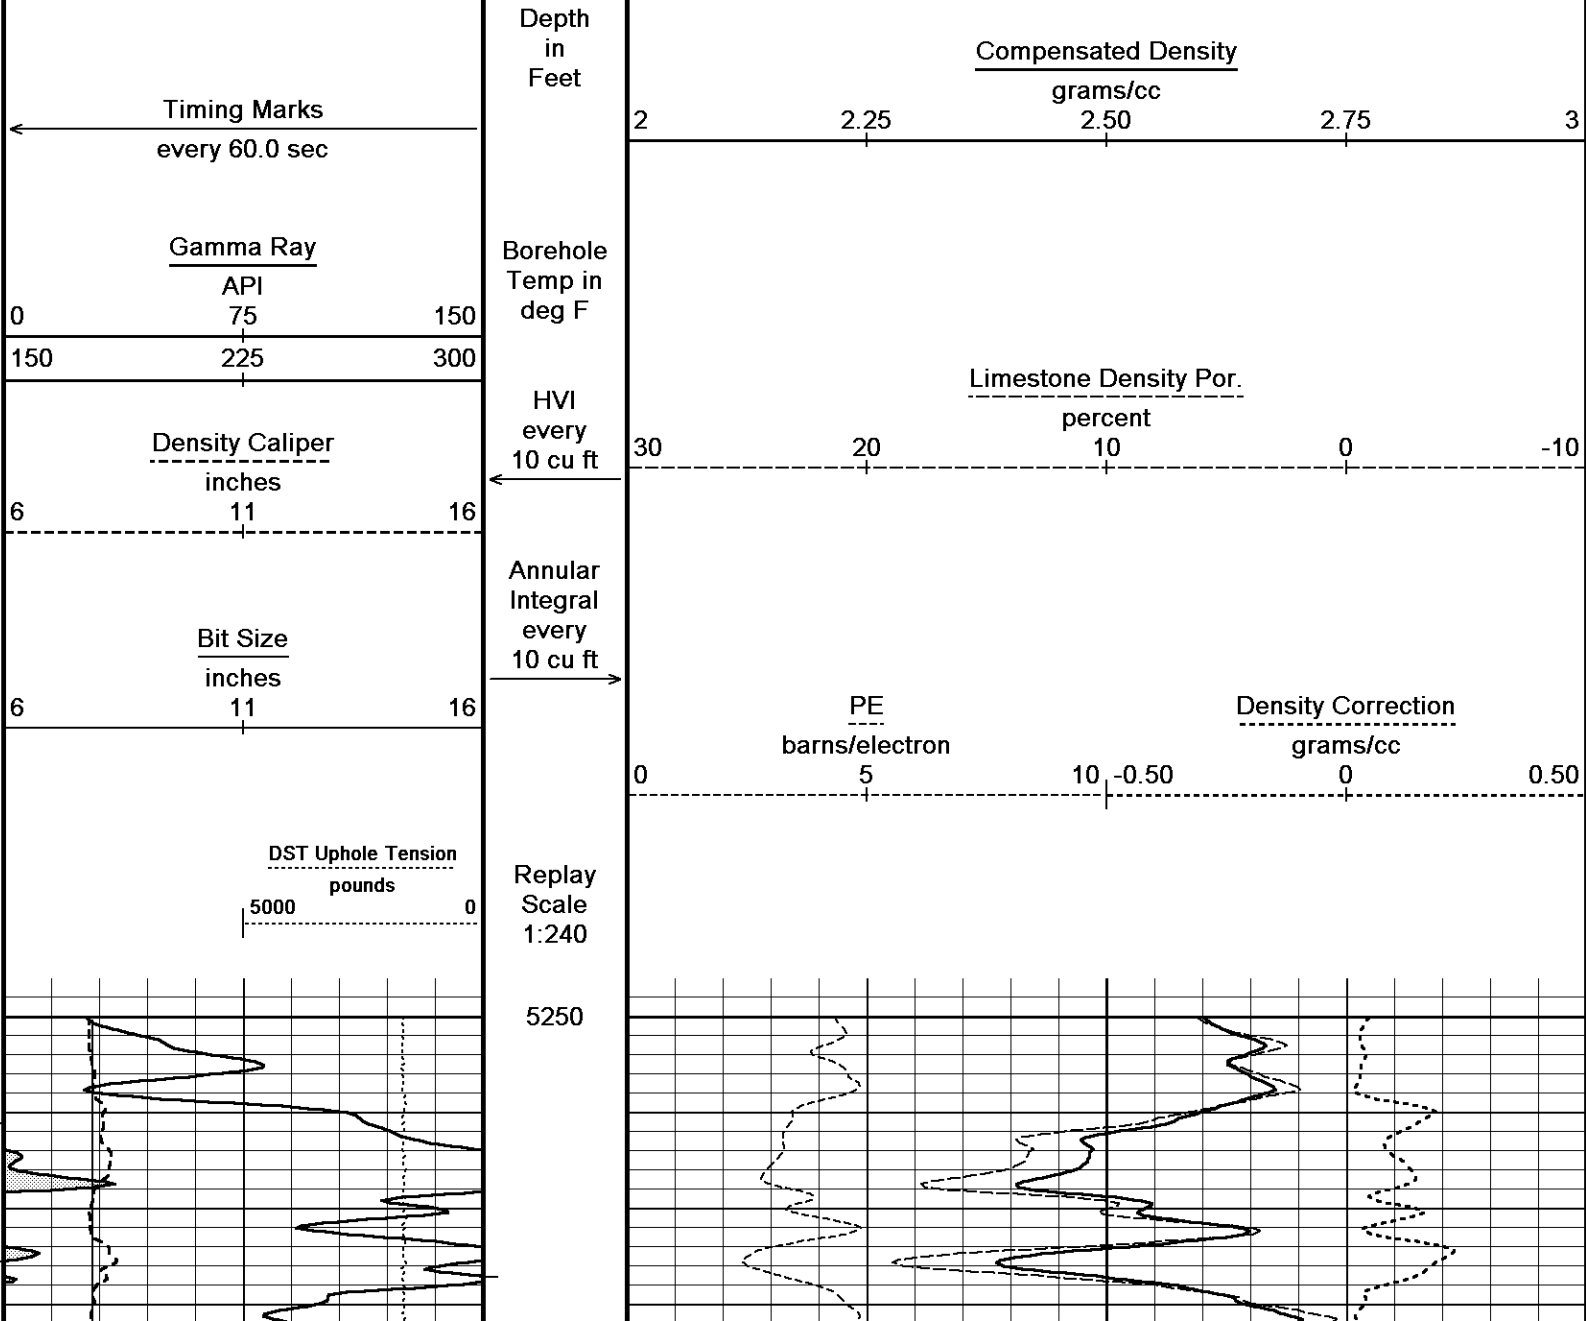 Timing Marks
every 60.0 sec
Gamma Ray
API
0 75 150
150 225 300
Density Caliper
inches
6 11 16
Bit Size
inches
6 11 16
DST Uphole Tension
pounds
5000 0
Depth
in
Feet
Borehole
Temp in
deg F
HVI
every
10 cu ft
Annular
Integral
every
10 cu ft
Replay
Scale
1:240
5250
Compensated Density
grams/cc
2 2.25 2.50 2.75 3
Limestone Density Por.
percent
30 20 10 0 -10
PE
barns/electron
0 5 10
Density Correction
grams/cc
-0.50 0 0.50